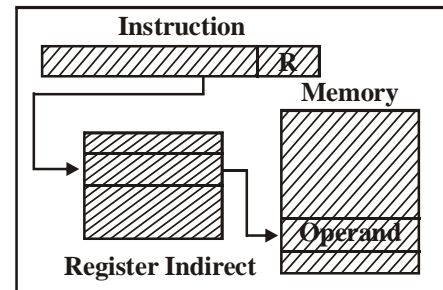 Instruction
R
Memory
Operand
Register Indirect